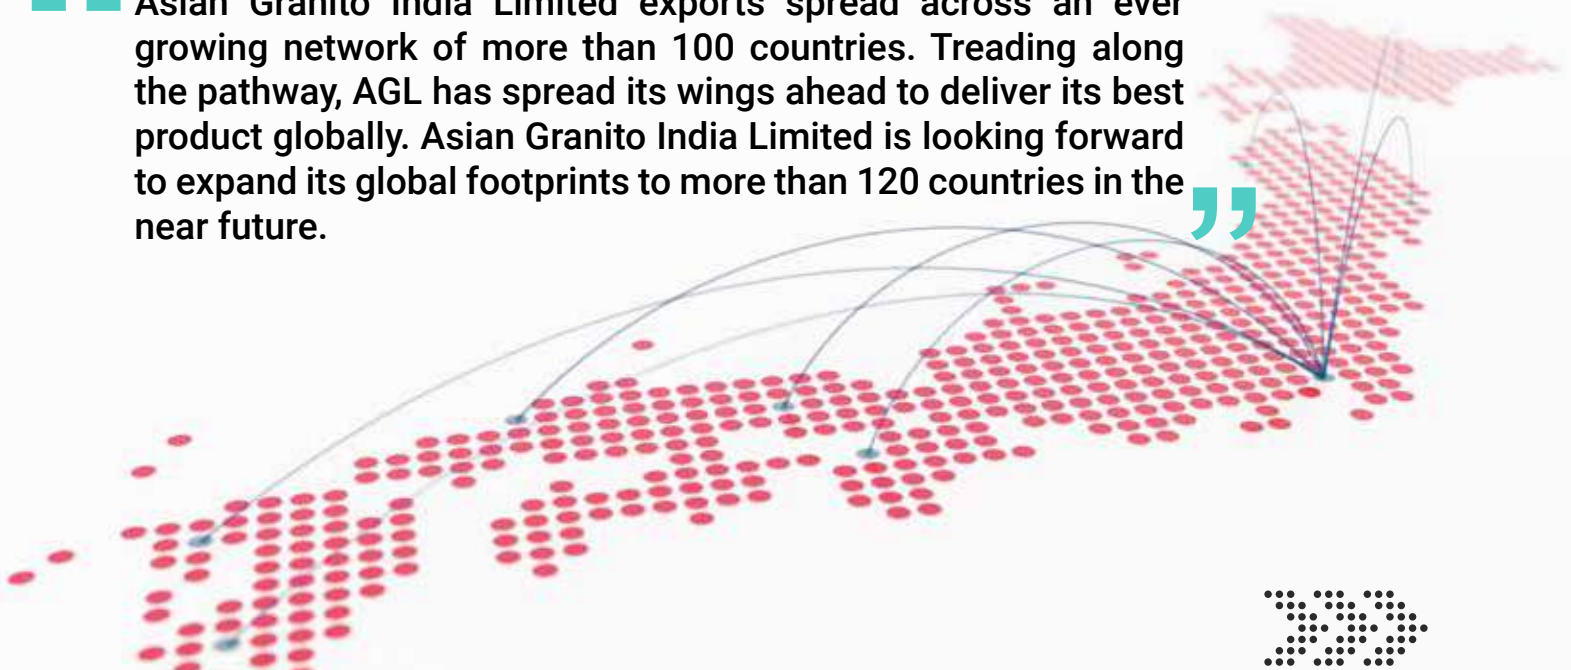 Asian Granito India Limited exports spread across an ever
growing network of more than 100 countries. Treading along
the pathway, AGL has spread its wings ahead to deliver its best
product globally. Asian Granito India Limited is looking forward
to expand its global footprints to more than 120 countries in the
near future.